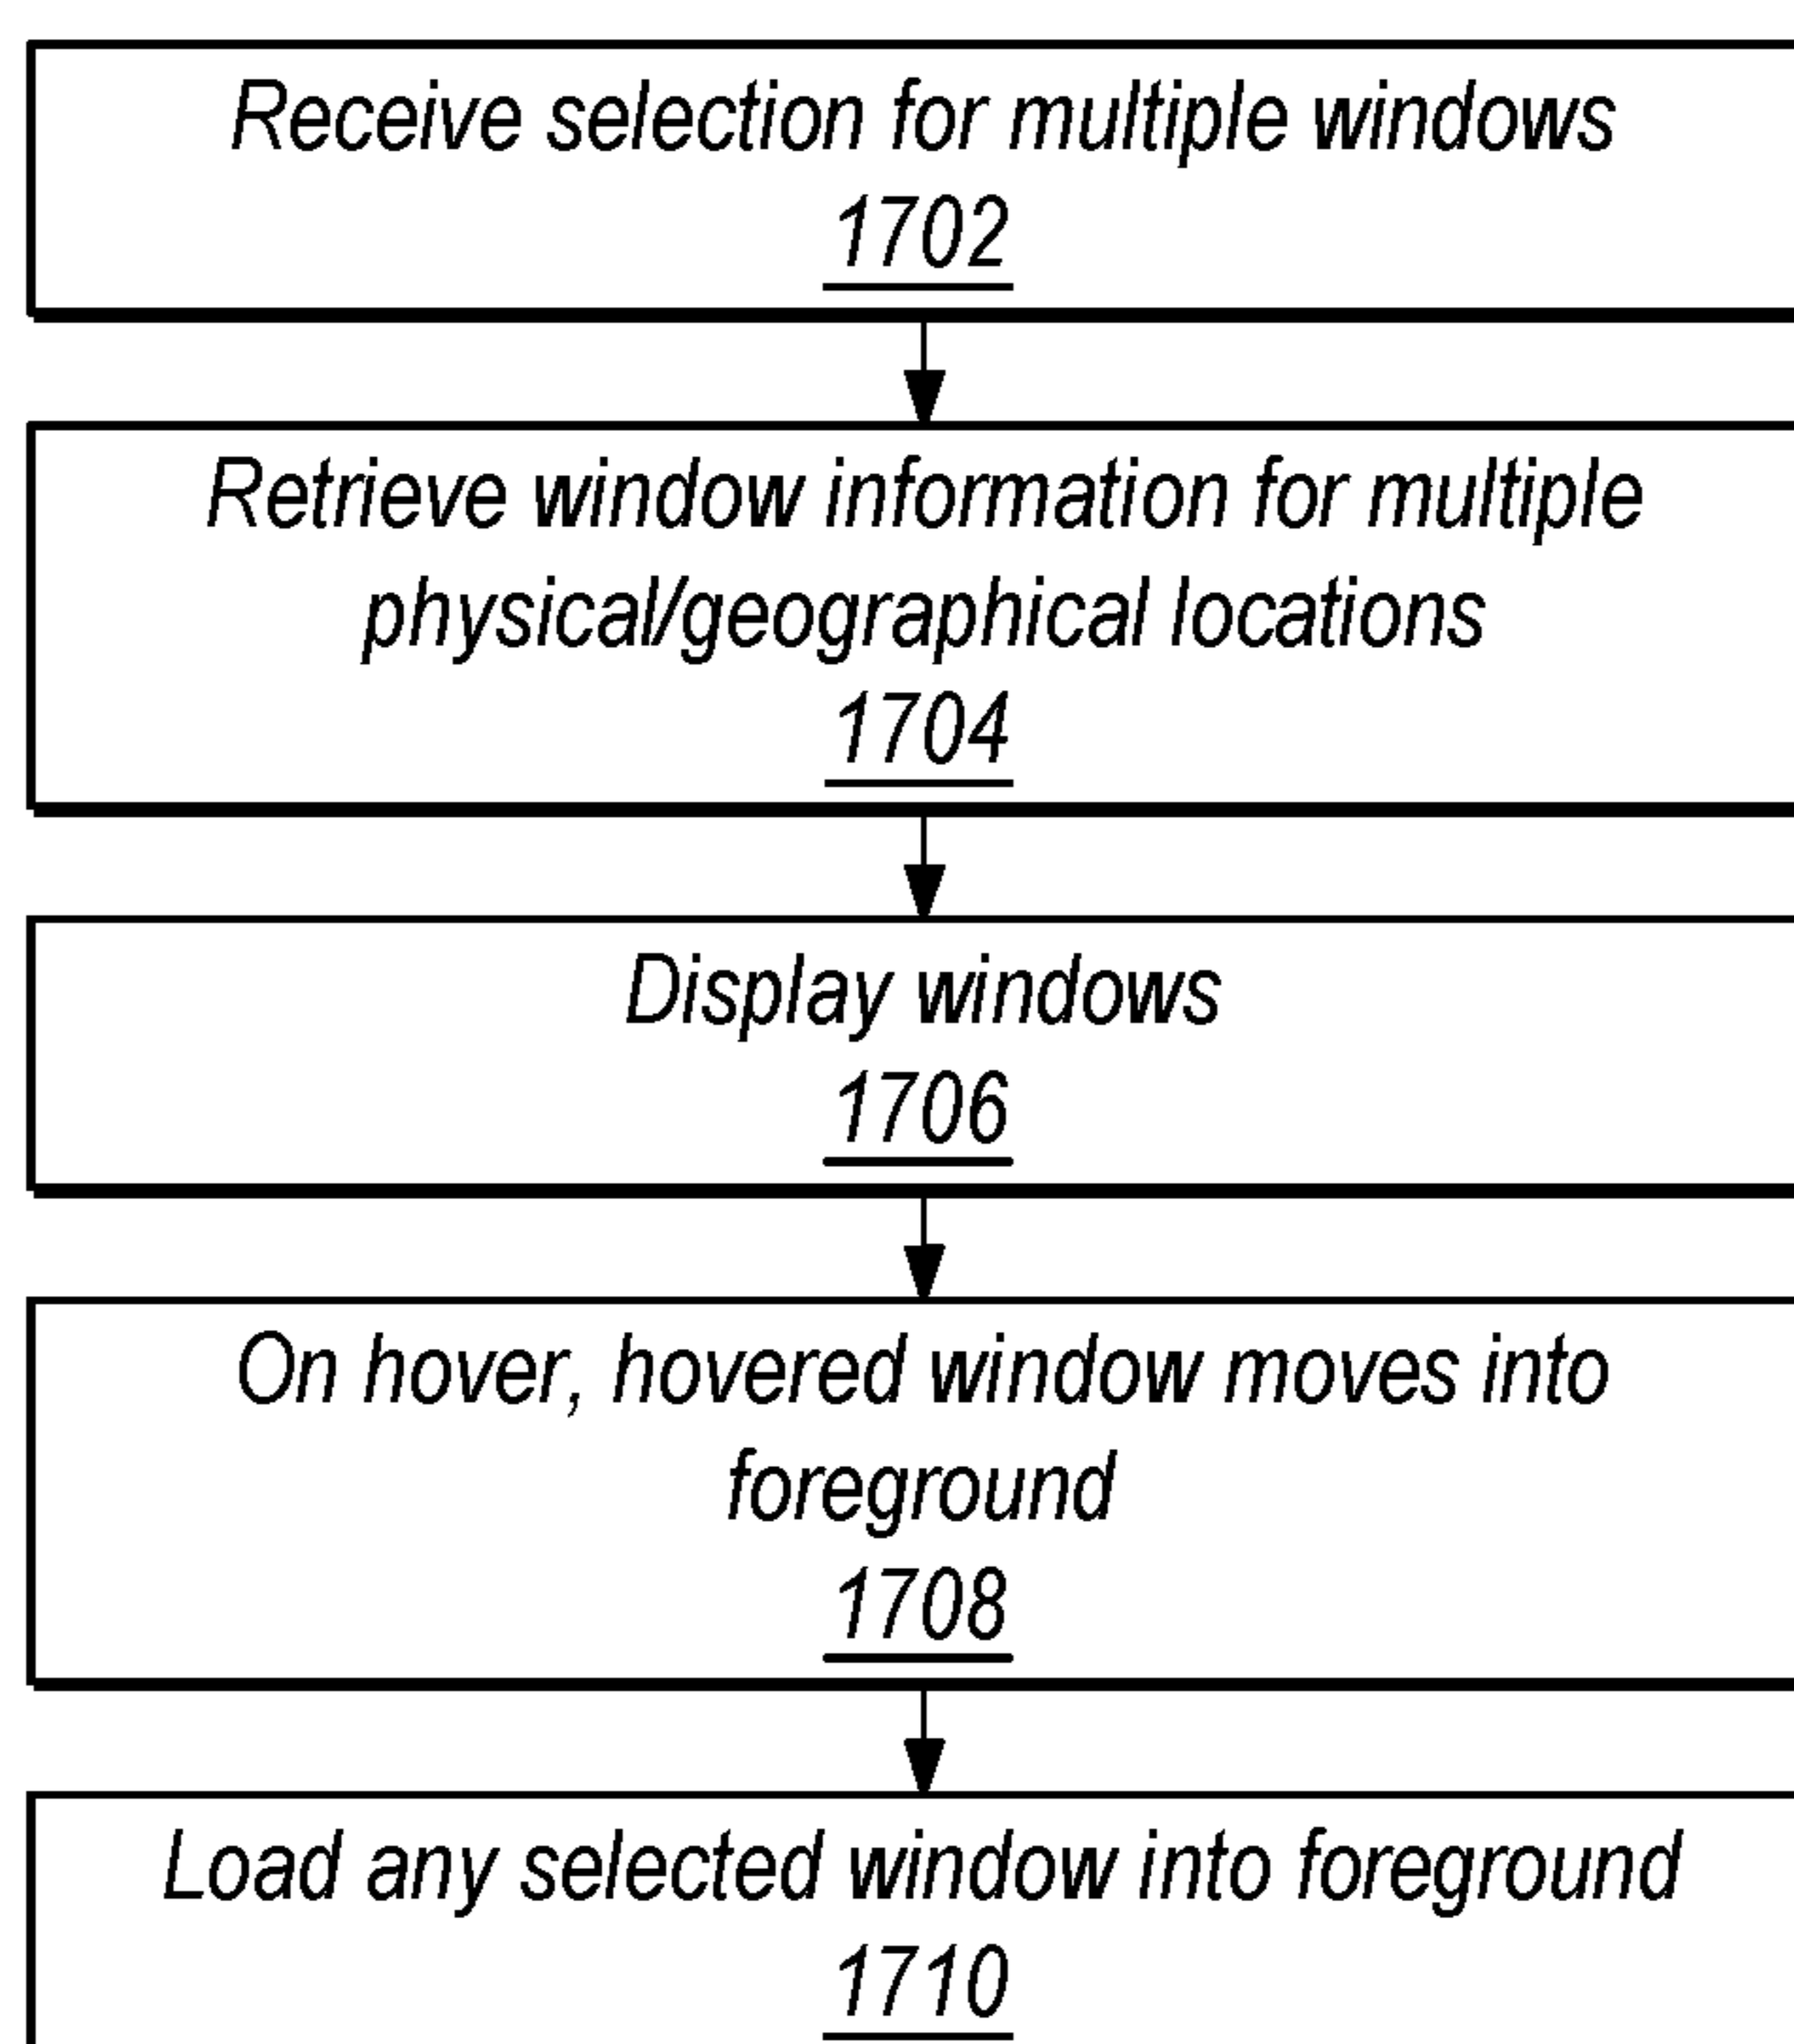 Receive selection for multiple windows
1702
Retrieve window information for multiple
physical/geographical locations
1704
Display windows
1706
On hover, hovered window moves into
foreground
1708
Load any selected window into foreground
1710